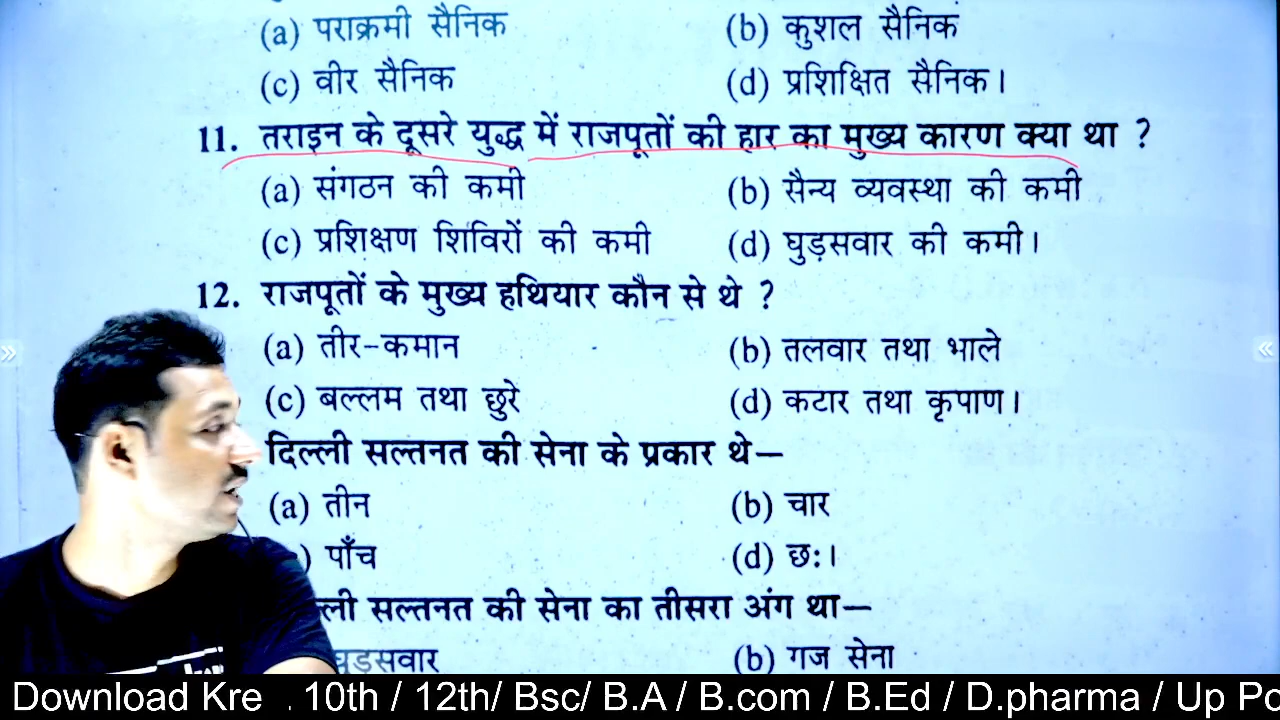 (a) पराक्रमी सैनिक (b) कुशल सैनिक
(c) वीर सैनिक (d) प्रशिक्षित सैनिक।
11. तराइन के दूसरे युद्ध में राजपूतों की हार का मुख्य कारण क्या था ?
(a) संगठन की कमी (b) सैन्य व्यवस्था की कमी
(c) प्रशिक्षण शिविरों की कमी (d) घुड़सवार की कमी।
12. राजपूतों के मुख्य हथियार कौन से थे ?
(a) तीर-कमान (b) तलवार तथा भाले
(c) बल्लम तथा छुरे (d) कटार तथा कृपाण।
दिल्ली सल्तनत की सेना के प्रकार थे—
(a) तीन (b) चार
) पाँच (d) छः।
ली सल्तनत की सेना का तीसरा अंग था—
घुड़सवार (b) गज सेना
Download Kre . 10th / 12th/ Bsc/ B.A / B.com / B.Ed / D.pharma / Up Po